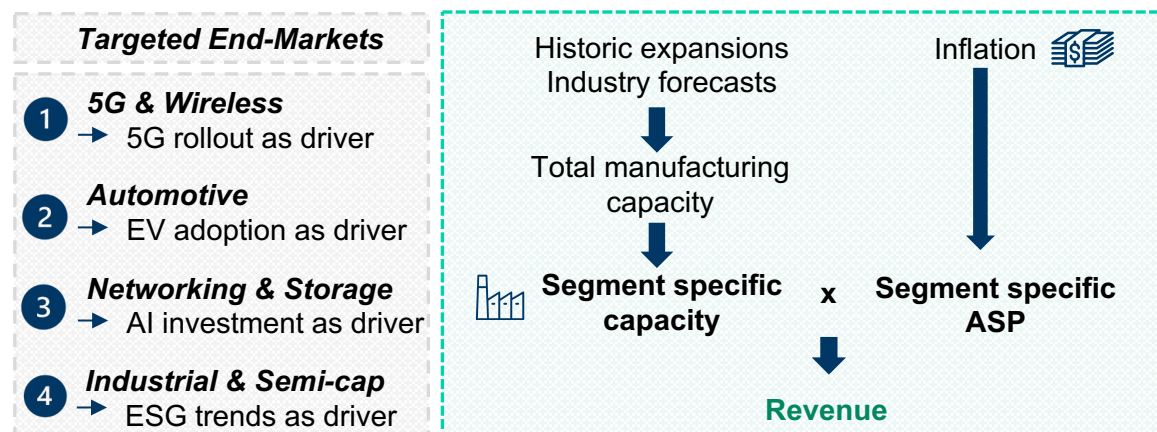 Targeted End-Markets
1
5G & Wireless
5G rollout as driver
2
Automotive
EV adoption as driver
3
Networking & Storage
AI investment as driver
4
Industrial & Semi-cap
ESG trends as driver
Historic expansions
Industry forecasts
Total manufacturing
capacity
Segment specific
capacity
x
Inflation
$
Segment specific
ASP
Revenue